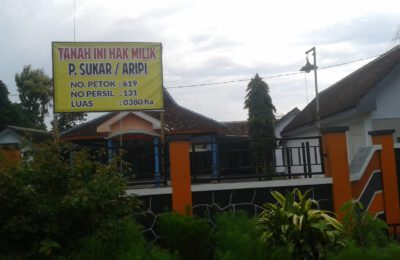 TANAH INI HAK MILIK
P. SUKAR / ARIPI
NO. PETOK : 619
NO. PERSIL : 131
LUAS : 0380 ha